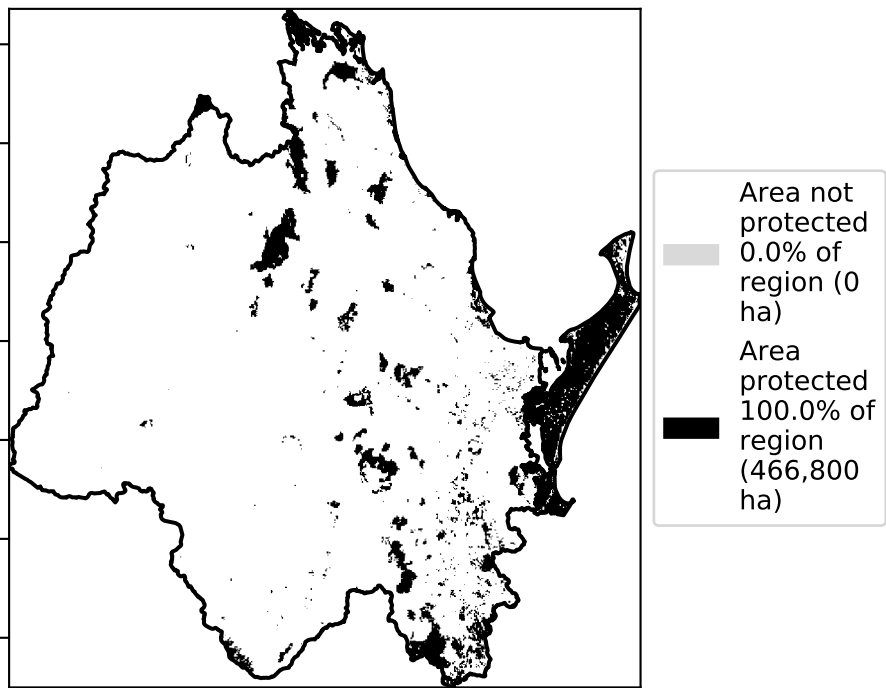 Area not
protected
0.0% of
region (0
ha)
Area
protected
100.0% of
region
(466,800
ha)